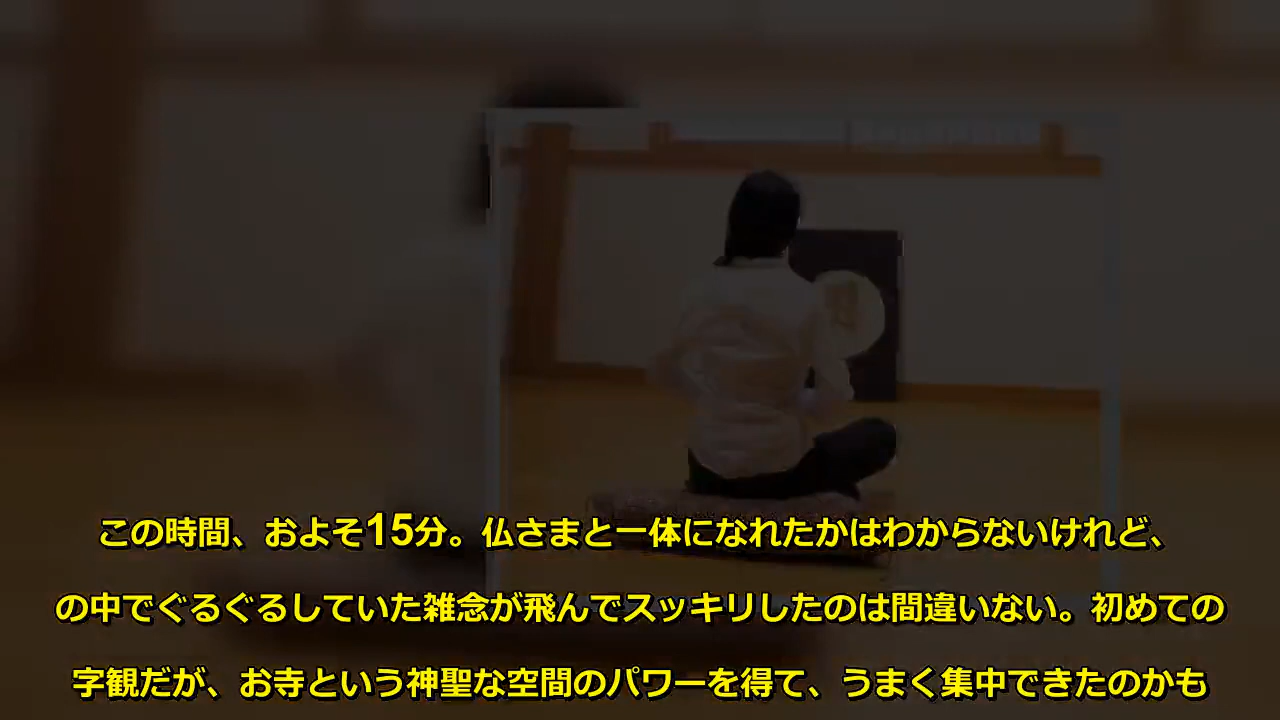 この時間、およそ15分。仏さまと一体になれたかはわからないけれど、
の中でぐるぐるしていた雑念が飛んでスッキリしたのは間違いない。初めての
字観だが、お寺という神聖な空間のパワーを得て、うまく集中できたのかも